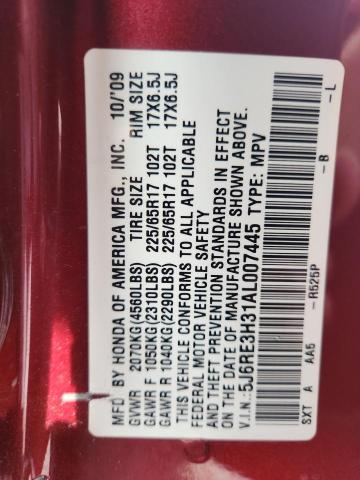 MFD BY HONDA OF AMERICA MFG., INC. 10/'09
GVWR 2070KG(4560LBS) TIRE SIZE RIM SIZE
GAWR F 1050KG(2310LBS) 225/65R17 102T 17X6.5J
GAWR R 1040KG(2290LBS) 225/65R17 102T 17X6.5J
THIS VEHICLE CONFORMS TO ALL APPLICABLE
FEDERAL MOTOR VEHICLE SAFETY
AND THEFT PREVENTION STANDARDS IN EFFECT
ON THE DATE OF MANUFACTURE SHOWN ABOVE.
V.I.N.: 5J6RE3H31AL007445 TYPE: MPV
SXT A AA5 -R525P -B -L